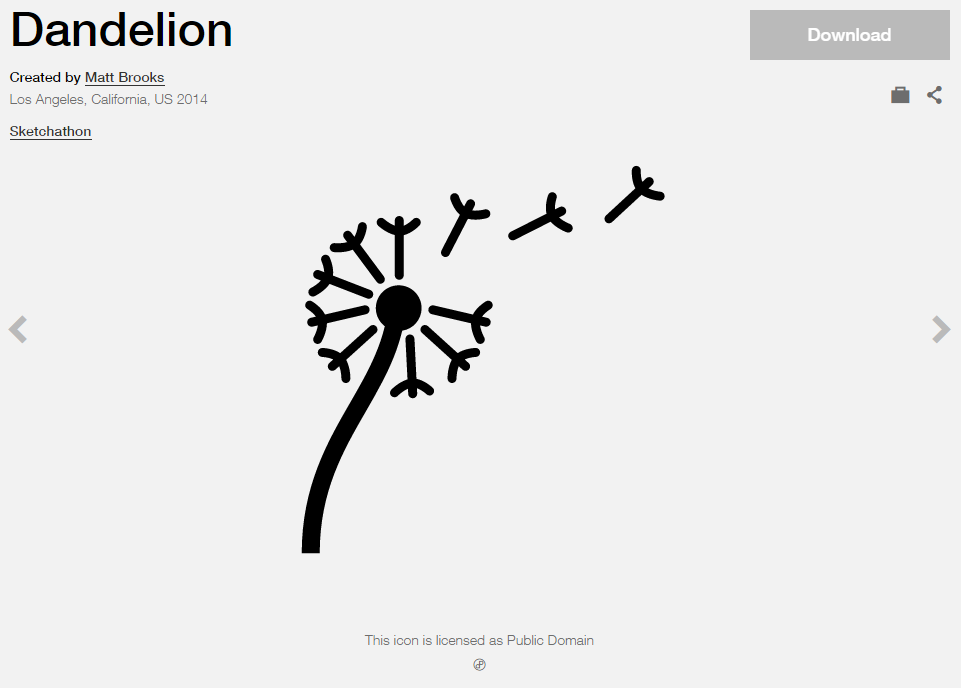 Dandelion
Download
Created by Matt Brooks
Los Angeles, California, US 2014
Sketchathon
This icon is licensed as Public Domain